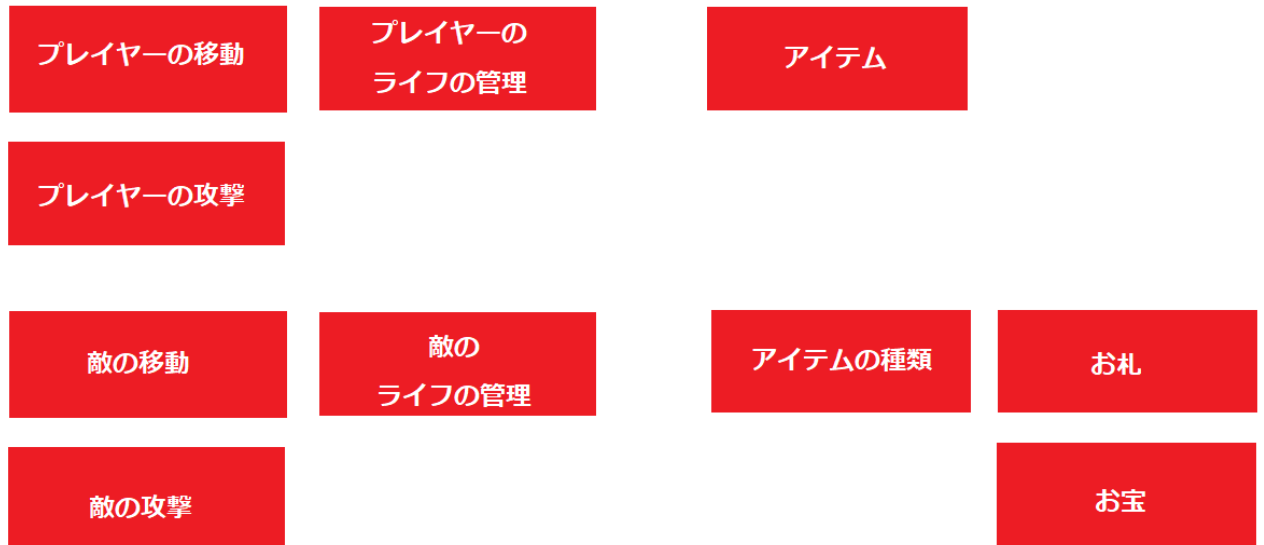 プレイヤーの移動
プレイヤーの
ライフの管理
アイテム
プレイヤーの攻撃
敵の移動
敵の
ライフの管理
アイテムの種類
お札
敵の攻撃
お宝